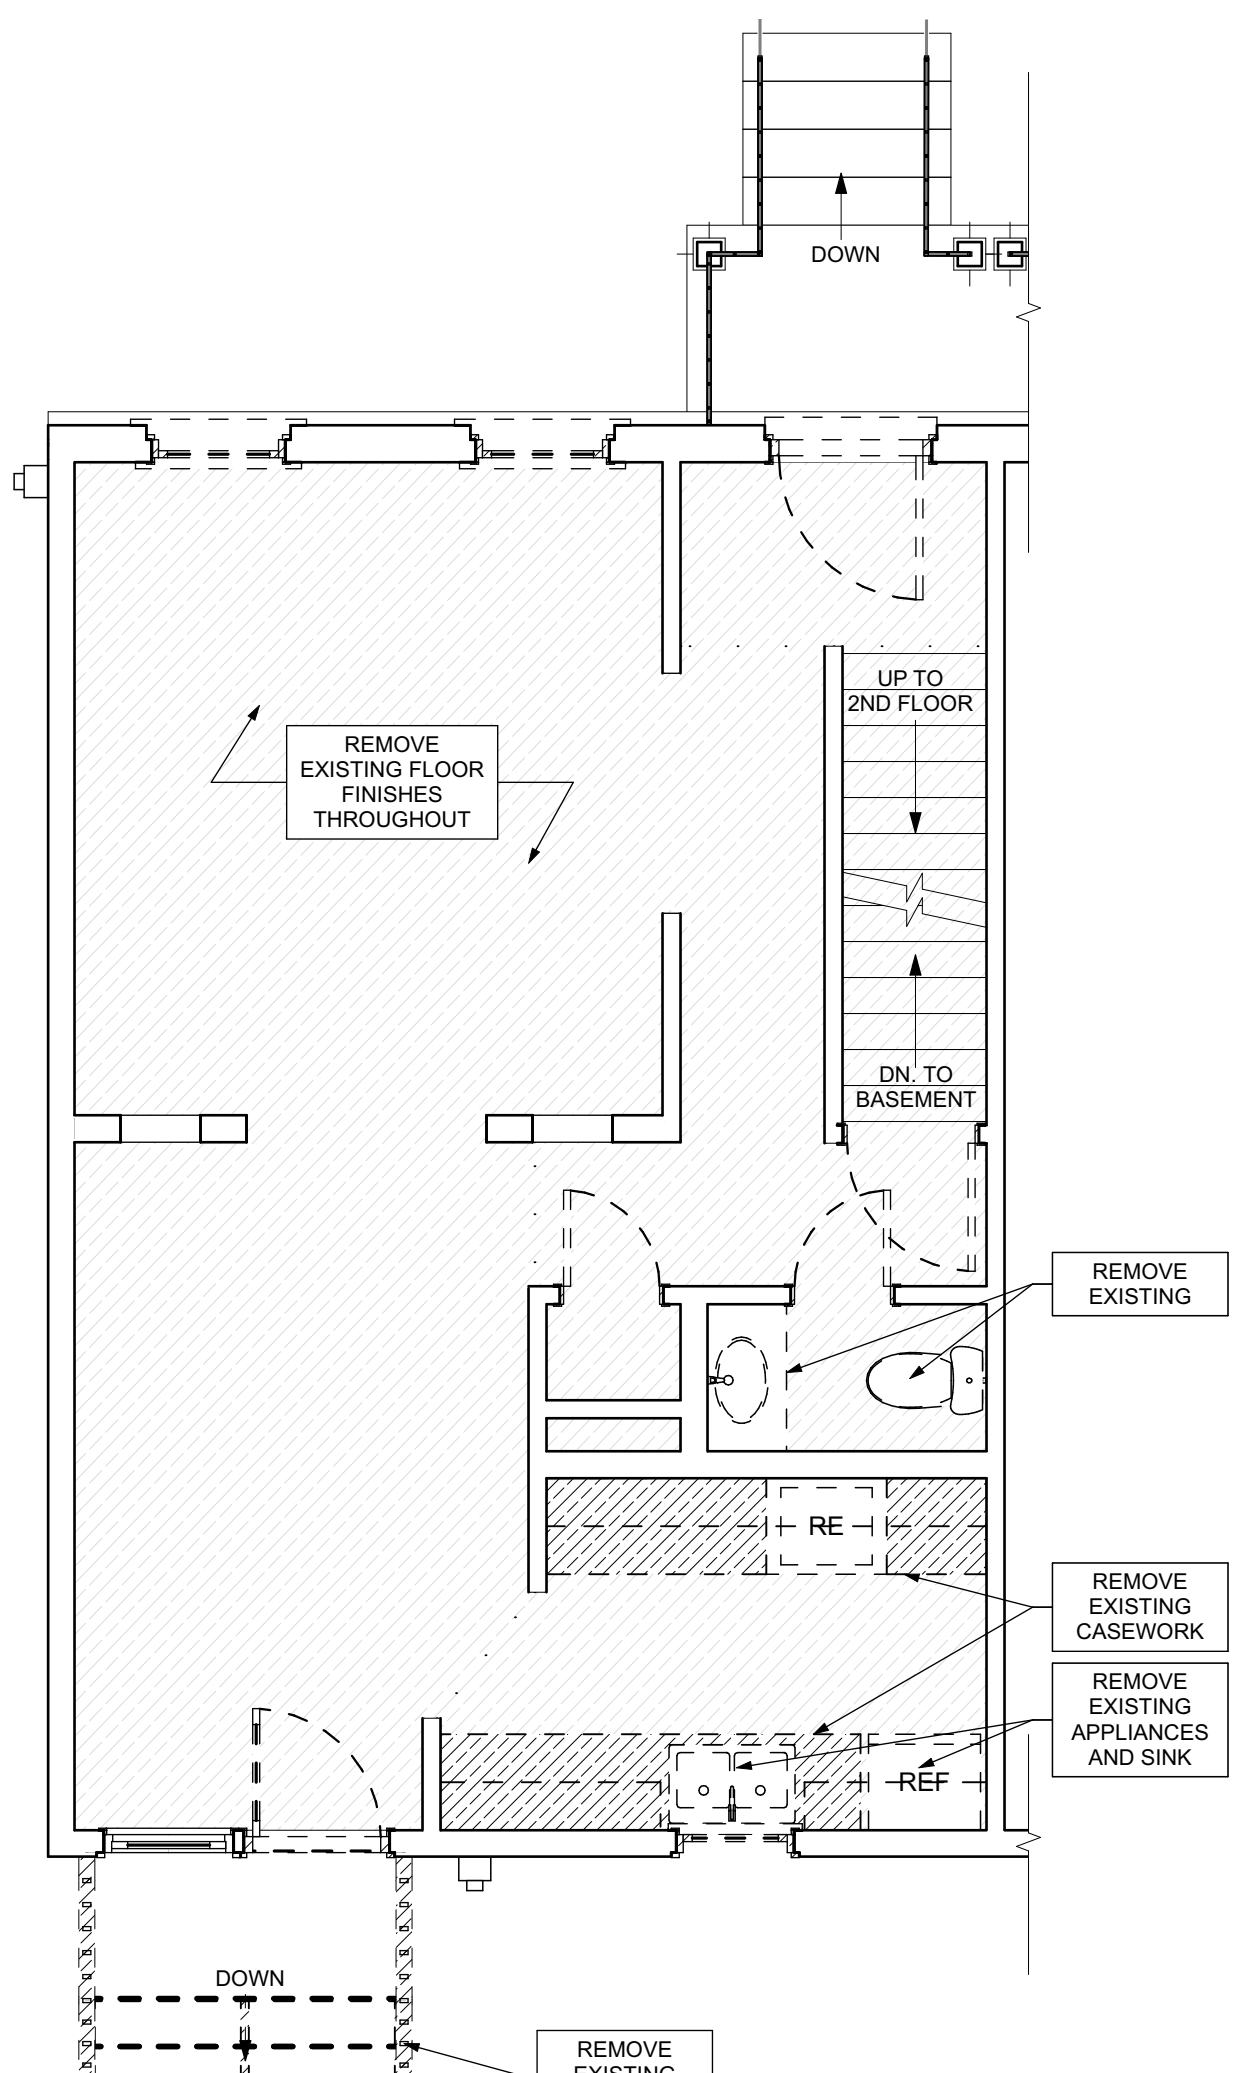 DOWN
UP TO
2ND FLOOR
REMOVE
EXISTING FLOOR
FINISHES
THROUGHOUT
DN. TO
BASEMENT
REMOVE
EXISTING
RE
REMOVE
EXISTING
CASEWORK
REMOVE
EXISTING
APPLIANCES
AND SINK
REF
DOWN
REMOVE
EXISTING